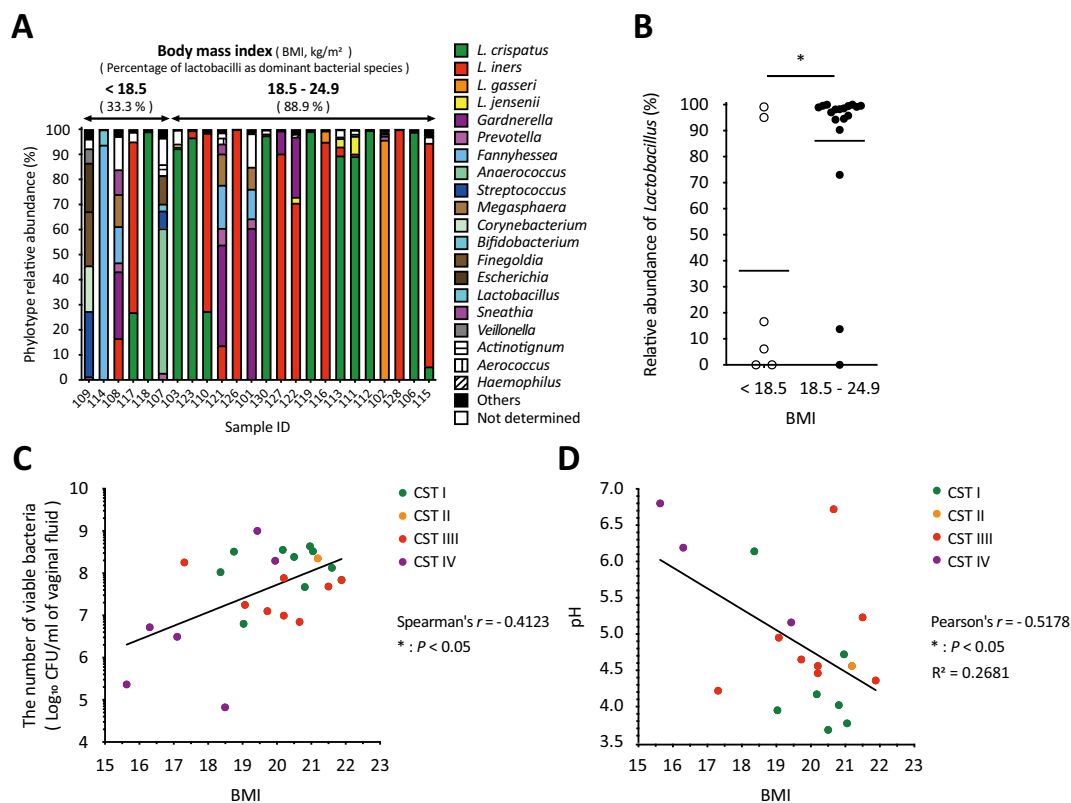 A
Body mass index ( BMI, kg/m² )
( Percentage of lactobacilli as dominant bacterial species )
< 18.5
18.5 - 24.9
( 33.3 % )
( 88.9 % )
Phylotype relative abundance (%)
100
90
80
70
60
50
40
30
20
10
0
109 114 108 117 118 107 103 123 110 121 126 101 130 127 122 119 116 113 111 112 102 128 106 115
Sample ID
L. crispatus
L. iners
L. gasseri
L. jensenii
Gardnerella
Prevotella
Fannyhessea
Anaerococcus
Streptococcus
Megasphaera
Corynebacterium
Bifidobacterium
Finegoldia
Escherichia
Lactobacillus
Sneathia
Veillonella
Actinotignum
Aerococcus
Haemophilus
Others
Not determined
B
*
Relative abundance of Lactobacillus (%)
100
90
80
70
60
50
40
30
20
10
0
< 18.5 18.5 - 24.9
BMI
C
The number of viable bacteria
( Log₁₀ CFU/ml of vaginal fluid )
10
9
8
7
6
5
4
15 16 17 18 19 20 21 22 23
BMI
CST I
CST II
CST IIII
CST IV
Spearman's r = - 0.4123
* : P < 0.05
D
pH
7.0
6.5
6.0
5.5
5.0
4.5
4.0
3.5
15 16 17 18 19 20 21 22 23
BMI
CST I
CST II
CST IIII
CST IV
Pearson's r = - 0.5178
* : P < 0.05
R² = 0.2681